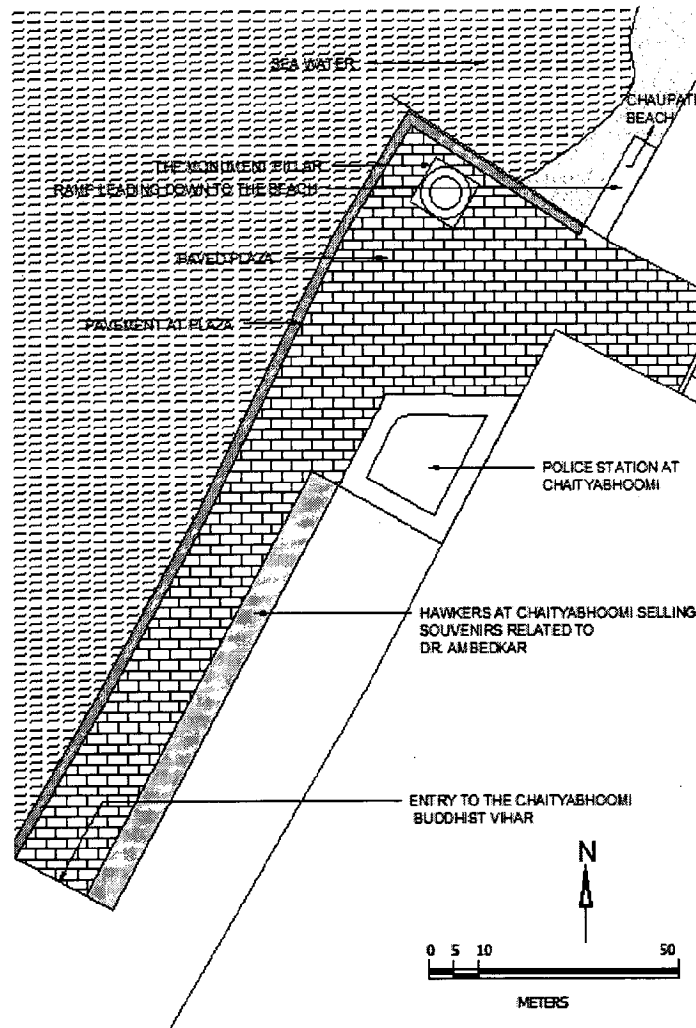 SEA WATER
CHAUPATI
BEACH
THE MONUMENT PILLAR
RAMP LEADING DOWN TO THE BEACH
PAVED PLAZA
PAVEMENT AT PLAZA
POLICE STATION AT
CHAITYABHOOMI
HAWKERS AT CHAITYABHOOMI SELLING
SOUVENIRS RELATED TO
DR. AMBEDKAR
ENTRY TO THE CHAITYABHOOMI
BUDDHIST VIHAR
N
0 5 10 50
METERS